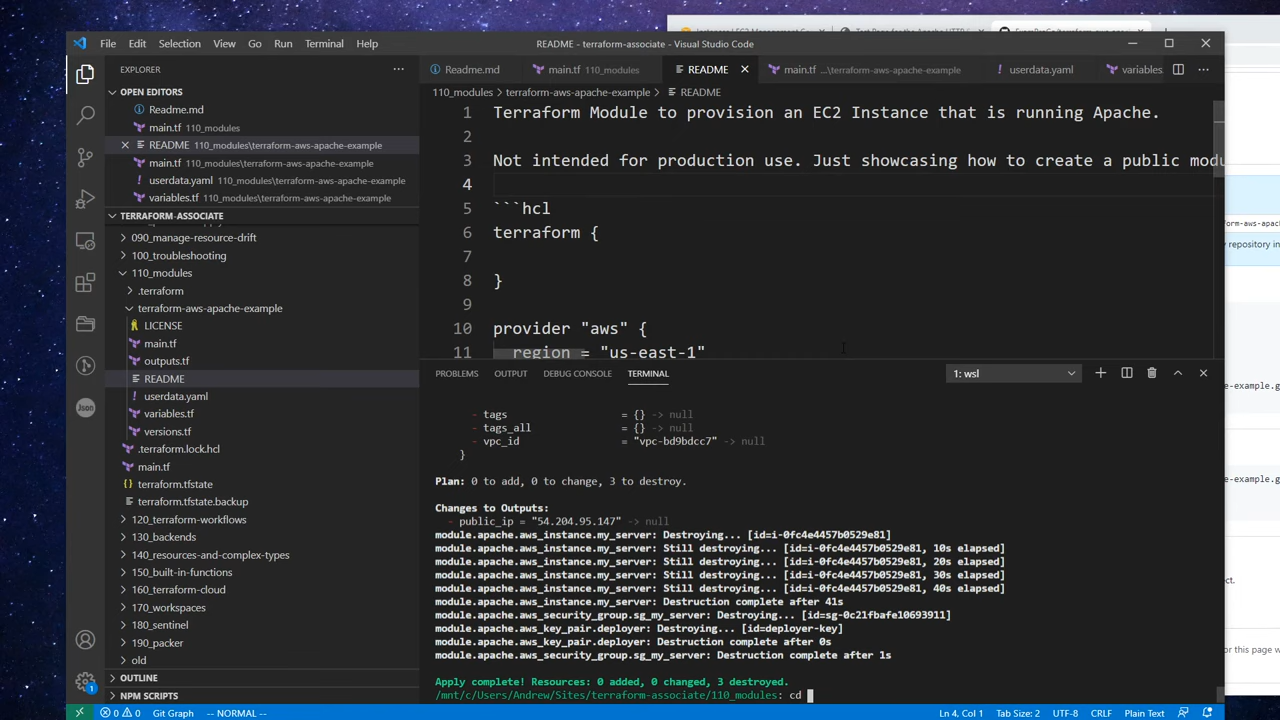 File Edit Selection View Go Run Terminal Help
README - terraform-associate - Visual Studio Code
EXPLORER
OPEN EDITORS
Readme.md
main.tf 110_modules
README 110_modules\terraform-aws-apache-example
main.tf 110_modules\terraform-aws-apache-example
userdata.yaml 110_modules\terraform-aws-apache-example
variables.tf 110_modules\terraform-aws-apache-example
TERRAFORM-ASSOCIATE
090_manage-resource-drift
100_troubleshooting
110_modules
.terraform
terraform-aws-apache-example
LICENSE
main.tf
outputs.tf
README
userdata.yaml
variables.tf
versions.tf
.terraform.lock.hcl
main.tf
terraform.tfstate
terraform.tfstate.backup
120_terraform-workflows
130_backends
140_resources-and-complex-types
150_built-in-functions
160_terraform-cloud
170_workspaces
180_sentinel
190_packer
old
OUTLINE
NPM SCRIPTS
Readme.md main.tf 110_modules README main.tf ...\terraform-aws-apache-example userdata.yaml variables
110_modules > terraform-aws-apache-example > README
1 Terraform Module to provision an EC2 Instance that is running Apache.
2
3 Not intended for production use. Just showcasing how to create a public modu
4
5 ```hcl
6 terraform {
7
8 }
9
10 provider "aws" {
11 region = "us-east-1"
PROBLEMS OUTPUT DEBUG CONSOLE TERMINAL 1: wsl
- tags = {} -> null
- tags_all = {} -> null
- vpc_id = "vpc-bd9bdcc7" -> null
}
Plan: 0 to add, 0 to change, 3 to destroy.
Changes to Outputs:
- public_ip = "54.204.95.147" -> null
module.apache.aws_instance.my_server: Destroying... [id=i-0fc4e4457b0529e81]
module.apache.aws_instance.my_server: Still destroying... [id=i-0fc4e4457b0529e81, 10s elapsed]
module.apache.aws_instance.my_server: Still destroying... [id=i-0fc4e4457b0529e81, 20s elapsed]
module.apache.aws_instance.my_server: Still destroying... [id=i-0fc4e4457b0529e81, 30s elapsed]
module.apache.aws_instance.my_server: Still destroying... [id=i-0fc4e4457b0529e81, 40s elapsed]
module.apache.aws_instance.my_server: Destruction complete after 41s
module.apache.aws_security_group.sg_my_server: Destroying... [id=sg-0c21fbafe10693911]
module.apache.aws_key_pair.deployer: Destroying... [id=deployer-key]
module.apache.aws_key_pair.deployer: Destruction complete after 0s
module.apache.aws_security_group.sg_my_server: Destruction complete after 1s
Apply complete! Resources: 0 added, 0 changed, 3 destroyed.
/mnt/c/Users/Andrew/Sites/terraform-associate/110_modules: cd
Json
1
0 0 Git Graph -- NORMAL -- Ln 4, Col 1 Tab Size: 2 UTF-8 CRLF Plain Text
orm-aws-apac
y repository in
e-example.g
e-example.g
ct.
or this page w